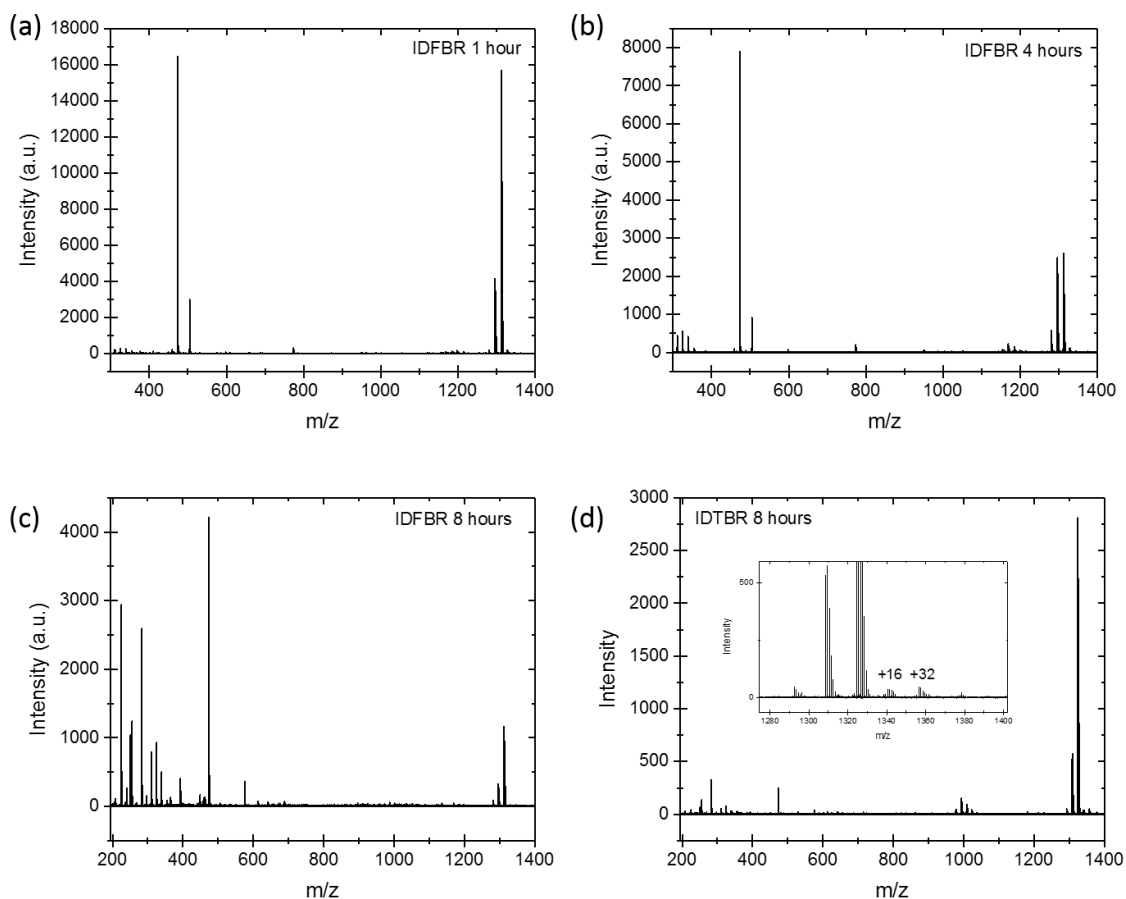 (a)
IDFBR 1 hour
18000
16000
14000
12000
10000
8000
6000
4000
2000
0
Intensity (a.u.)
400 600 800 1000 1200 1400
m/z
(b)
IDFBR 4 hours
8000
7000
6000
5000
4000
3000
2000
1000
0
Intensity (a.u.)
400 600 800 1000 1200 1400
m/z
(c)
IDFBR 8 hours
4000
3000
2000
1000
0
Intensity (a.u.)
200 400 600 800 1000 1200 1400
m/z
(d)
IDTBR 8 hours
3000
2500
2000
1500
1000
500
0
Intensity
500
0
Intensity
+16 +32
1280 1300 1320 1340 1360 1380 1400
m/z
200 400 600 800 1000 1200 1400
m/z